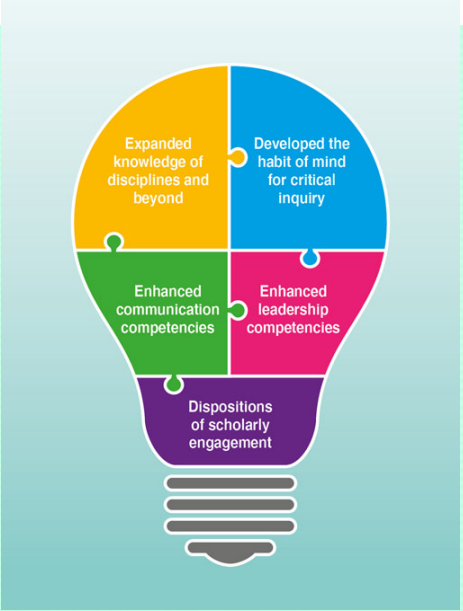 Expanded
knowledge of
disciplines and
beyond
Developed the
habit of mind
for critical
inquiry
Enhanced
communication
competencies
Enhanced
leadership
competencies
Dispositions
of scholarly
engagement